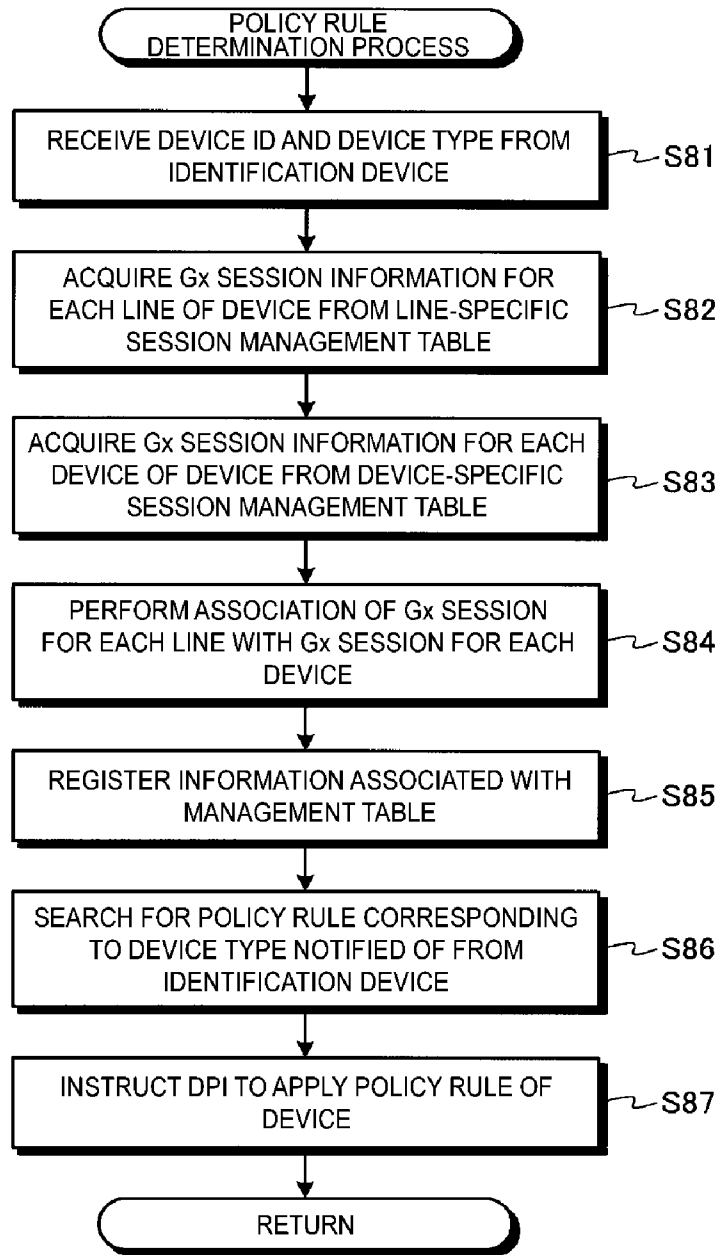 POLICY RULE
DETERMINATION PROCESS
RECEIVE DEVICE ID AND DEVICE TYPE FROM
IDENTIFICATION DEVICE
S81
ACQUIRE Gx SESSION INFORMATION FOR
EACH LINE OF DEVICE FROM LINE-SPECIFIC
SESSION MANAGEMENT TABLE
S82
ACQUIRE Gx SESSION INFORMATION FOR EACH
DEVICE OF DEVICE FROM DEVICE-SPECIFIC
SESSION MANAGEMENT TABLE
S83
PERFORM ASSOCIATION OF Gx SESSION
FOR EACH LINE WITH Gx SESSION FOR EACH
DEVICE
S84
REGISTER INFORMATION ASSOCIATED WITH
MANAGEMENT TABLE
S85
SEARCH FOR POLICY RULE CORRESPONDING
TO DEVICE TYPE NOTIFIED OF FROM
IDENTIFICATION DEVICE
S86
INSTRUCT DPI TO APPLY POLICY RULE OF
DEVICE
S87
RETURN